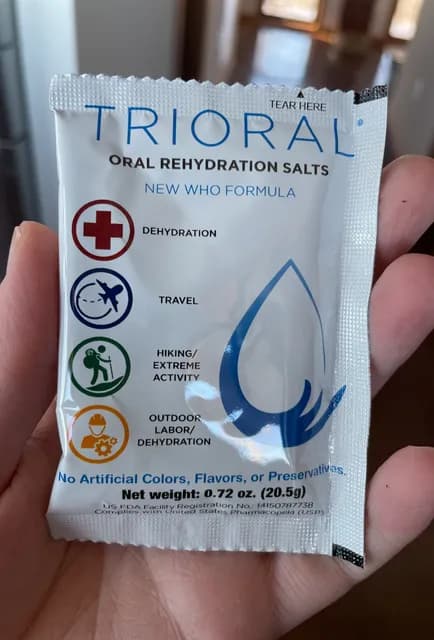 TEAR HERE
TRIORAL®
ORAL REHYDRATION SALTS
NEW WHO FORMULA
DEHYDRATION
TRAVEL
HIKING/
EXTREME
ACTIVITY
OUTDOOR
LABOR/
DEHYDRATION
No Artificial Colors, Flavors, or Preservatives.
Net weight: 0.72 oz. (20.5g)
US FDA Facility Registration No.: 14150787738
Complies with United States Pharmacopeia (USP)